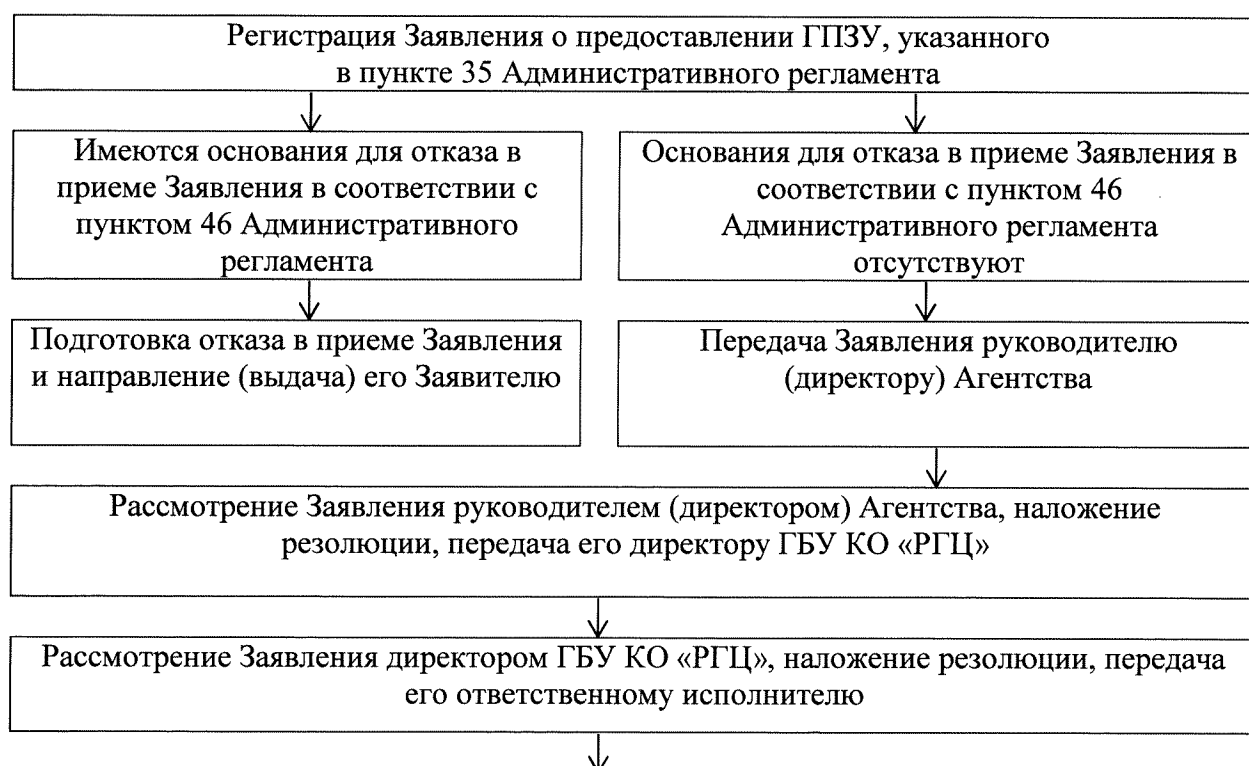 Регистрация Заявления о предоставлении ГПЗУ, указанного
в пункте 35 Административного регламента
Имеются основания для отказа в
приеме Заявления в соответствии с
пунктом 46 Административного
регламента
Основания для отказа в приеме Заявления в
соответствии с пунктом 46
Административного регламента
отсутствуют
Подготовка отказа в приеме Заявления
и направление (выдача) его Заявителю
Передача Заявления руководителю
(директору) Агентства
Рассмотрение Заявления руководителем (директором) Агентства, наложение
резолюции, передача его директору ГБУ КО «РГЦ»
Рассмотрение Заявления директором ГБУ КО «РГЦ», наложение резолюции, передача
его ответственному исполнителю